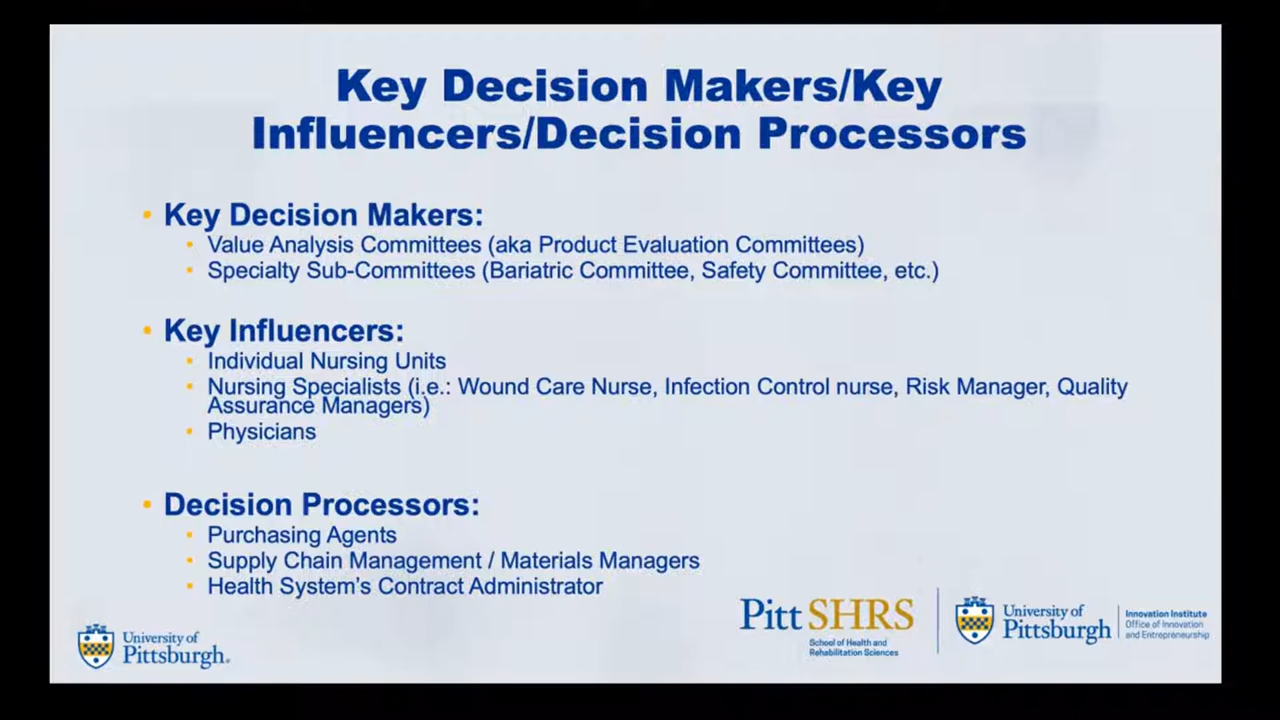 Key Decision Makers/Key
Influencers/Decision Processors
• Key Decision Makers:
• Value Analysis Committees (aka Product Evaluation Committees)
• Specialty Sub-Committees (Bariatric Committee, Safety Committee, etc.)
• Key Influencers:
• Individual Nursing Units
• Nursing Specialists (i.e.: Wound Care Nurse, Infection Control nurse, Risk Manager, Quality
Assurance Managers)
• Physicians
• Decision Processors:
• Purchasing Agents
• Supply Chain Management / Materials Managers
• Health System's Contract Administrator
University of
Pittsburgh.
Pitt SHRS
School of Health and
Rehabilitation Sciences
University of
Pittsburgh
Innovation Institute
Office of Innovation
and Entrepreneurship